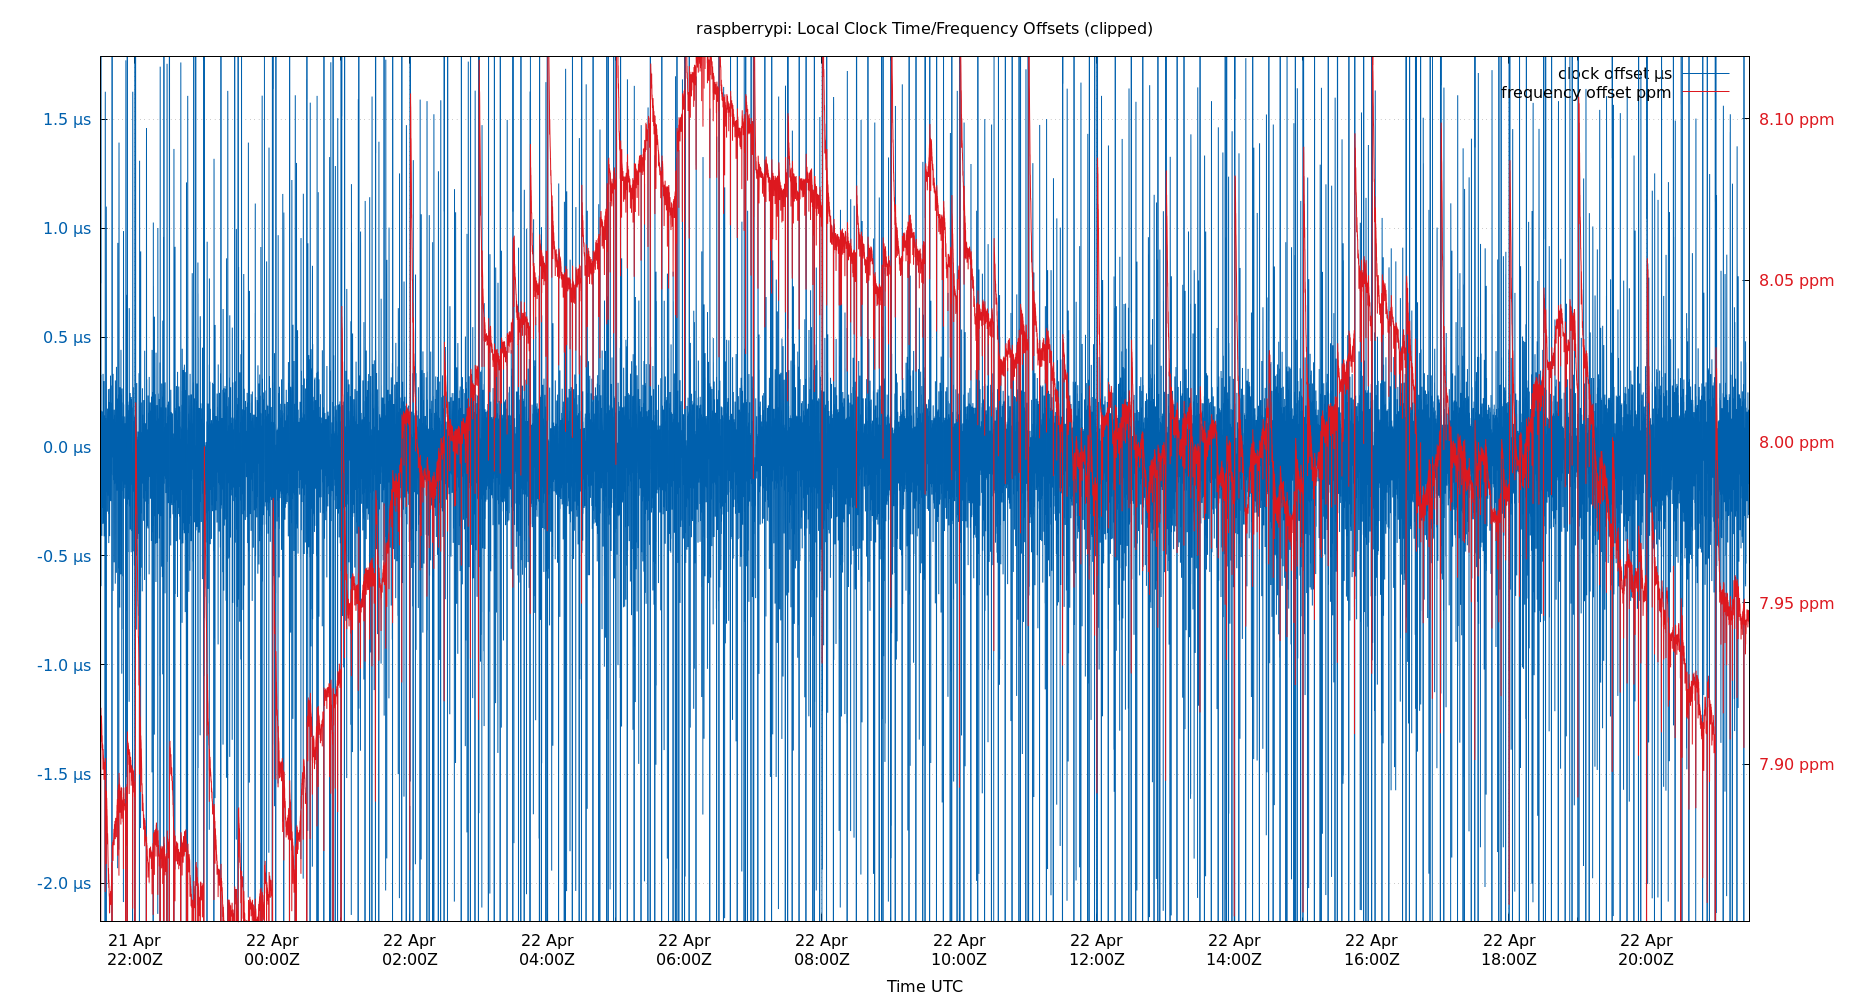 raspberrypi: Local Clock Time/Frequency Offsets (clipped)
clock offset µs
frequency offset ppm
1.5 µs
1.0 µs
0.5 µs
0.0 µs
-0.5 µs
-1.0 µs
-1.5 µs
-2.0 µs
8.10 ppm
8.05 ppm
8.00 ppm
7.95 ppm
7.90 ppm
21 Apr
22:00Z
22 Apr
00:00Z
22 Apr
02:00Z
22 Apr
04:00Z
22 Apr
06:00Z
22 Apr
08:00Z
22 Apr
10:00Z
22 Apr
12:00Z
22 Apr
14:00Z
22 Apr
16:00Z
22 Apr
18:00Z
22 Apr
20:00Z
Time UTC